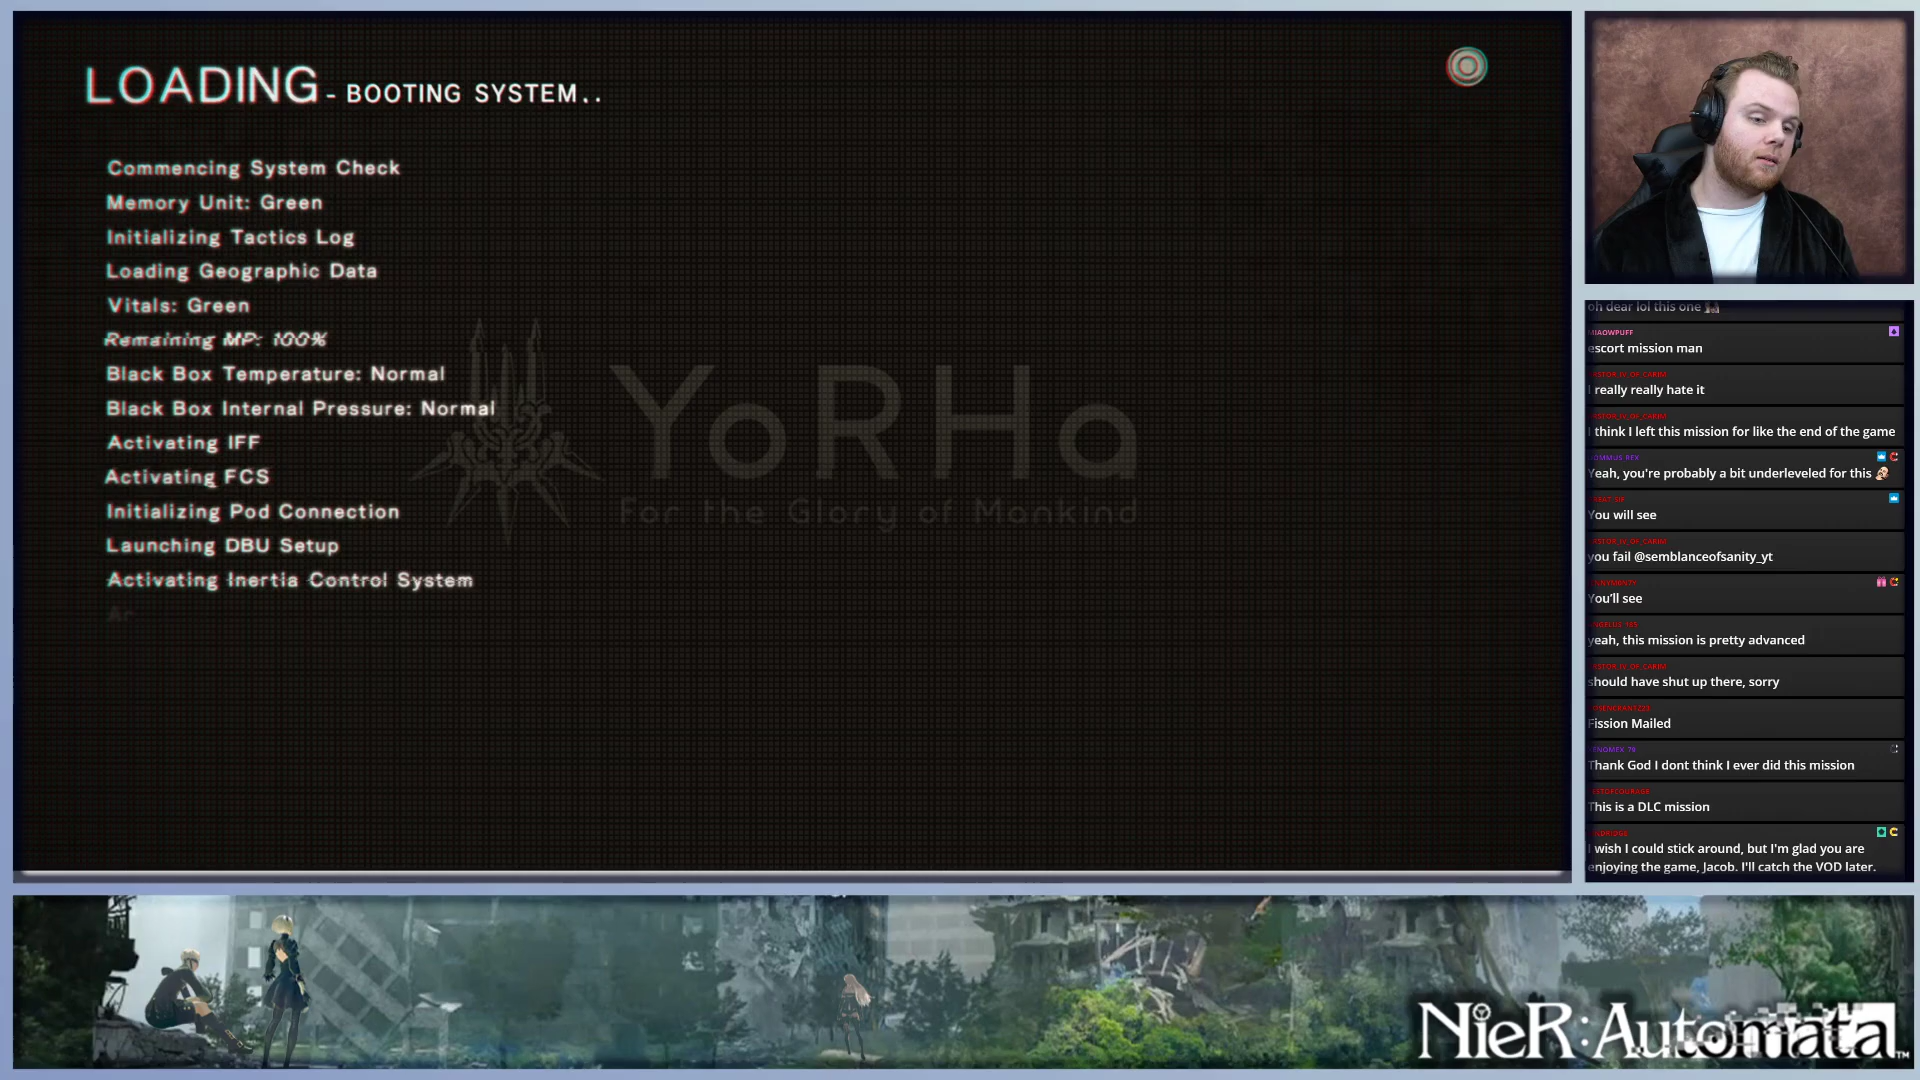 LOADING - BOOTING SYSTEM..
Commencing System Check
Memory Unit: Green
Initializing Tactics Log
Loading Geographic Data
Vitals: Green
Remaining MP: 100%
Black Box Temperature: Normal
Black Box Internal Pressure: Normal
Activating IFF
Activating FCS
Initializing Pod Connection
Launching DBU Setup
Activating Inertia Control System
Ac
YoRHa
For the Glory of Mankind
oh dear lol this one
MIAOWPUFF
escort mission man
I really really hate it
I think I left this mission for like the end of the game
Yeah, you're probably a bit underleveled for this
You will see
you fail @semblanceofsanity_yt
You'll see
yeah, this mission is pretty advanced
should have shut up there, sorry
Fission Mailed
Thank God I dont think I ever did this mission
This is a DLC mission
I wish I could stick around, but I'm glad you are
enjoying the game, Jacob. I'll catch the VOD later.
NieR:Automata™